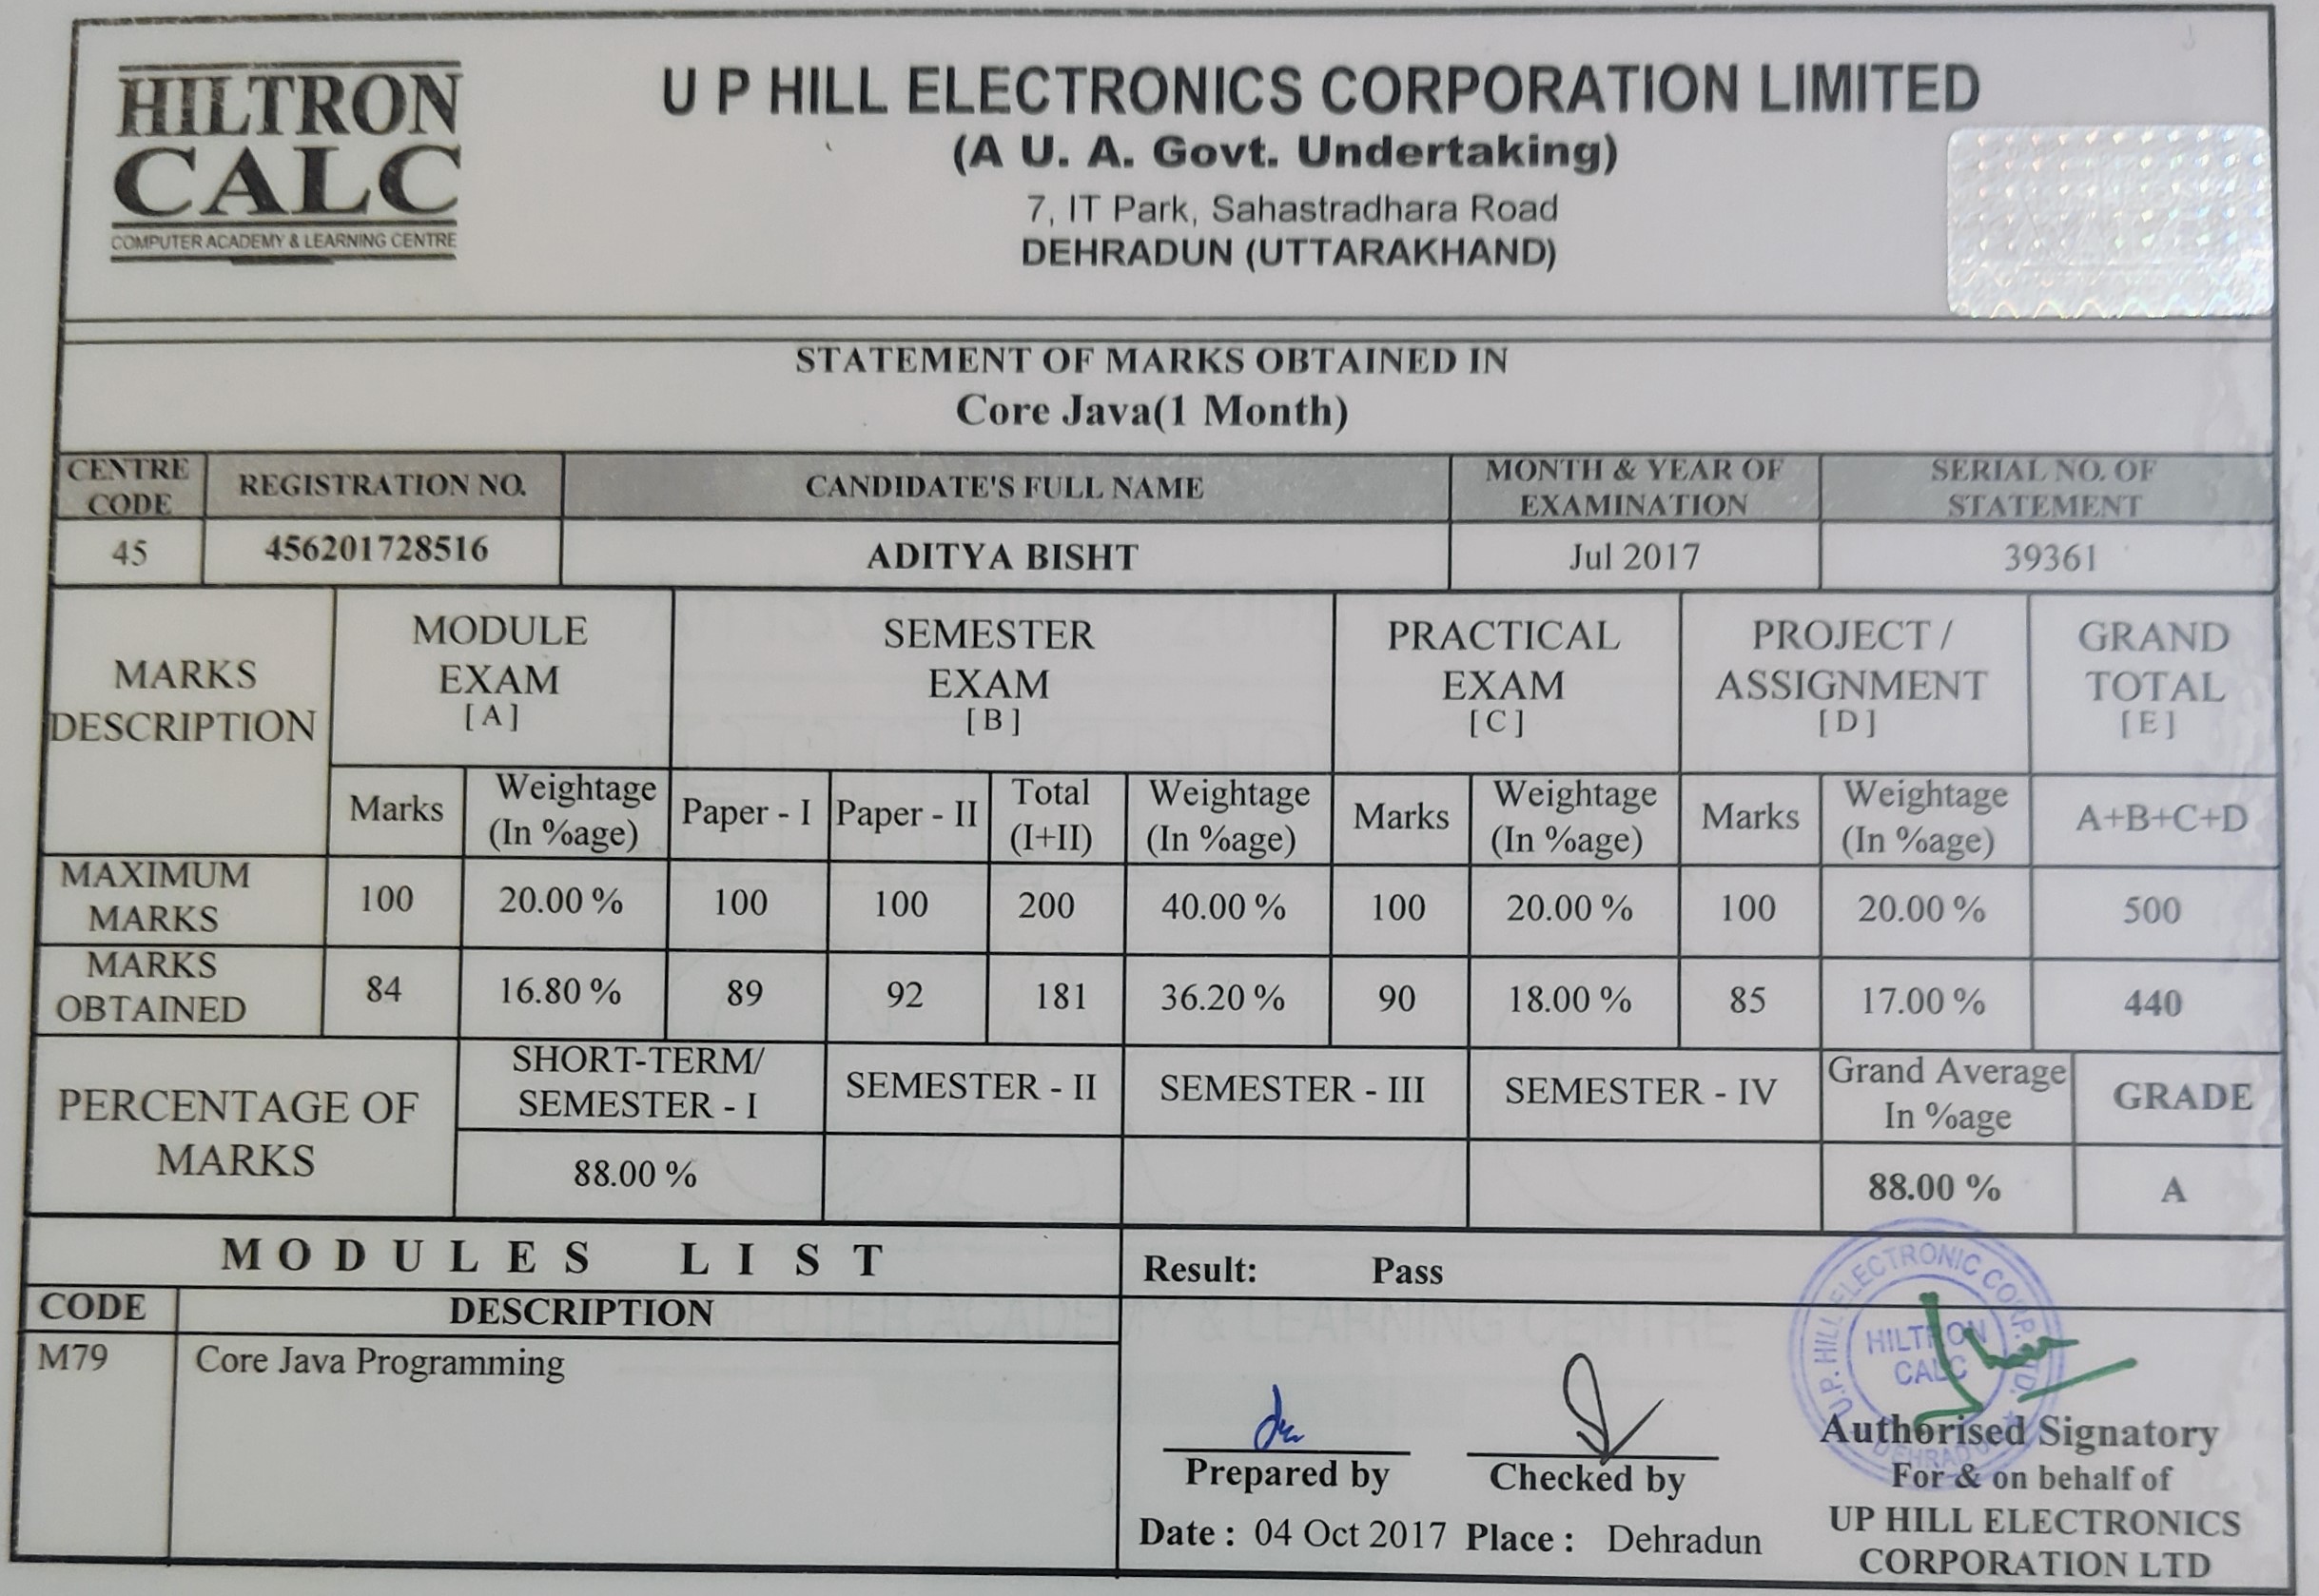 HILTRON
CALC
COMPUTER ACADEMY & LEARNING CENTRE
U P HILL ELECTRONICS CORPORATION LIMITED
(A U. A. Govt. Undertaking)
7, IT Park, Sahastradhara Road
DEHRADUN (UTTARAKHAND)
STATEMENT OF MARKS OBTAINED IN
Core Java(1 Month)
CENTRE CODE REGISTRATION NO. CANDIDATE'S FULL NAME MONTH & YEAR OF EXAMINATION SERIAL NO. OF STATEMENT
45 456201728516 ADITYA BISHT Jul 2017 39361
MARKS DESCRIPTION MODULE EXAM [A] SEMESTER EXAM [B] PRACTICAL EXAM [C] PROJECT / ASSIGNMENT [D] GRAND TOTAL [E]
Marks Weightage (In %age) Paper - I Paper - II Total (I+II) Weightage (In %age) Marks Weightage (In %age) Marks Weightage (In %age) A+B+C+D
MAXIMUM MARKS 100 20.00 % 100 100 200 40.00 % 100 20.00 % 100 20.00 % 500
MARKS OBTAINED 84 16.80 % 89 92 181 36.20 % 90 18.00 % 85 17.00 % 440
PERCENTAGE OF MARKS SHORT-TERM/ SEMESTER - I SEMESTER - II SEMESTER - III SEMESTER - IV Grand Average In %age GRADE
88.00 % 88.00 % A
MODULES LIST
Result: Pass
CODE DESCRIPTION
M79 Core Java Programming
U.P. HILL ELECTRONIC CORP. LTD.
HILTRON
CALC
DEHRADUN
Prepared by
Checked by
Authorised Signatory
For & on behalf of
UP HILL ELECTRONICS
CORPORATION LTD
Date : 04 Oct 2017 Place : Dehradun